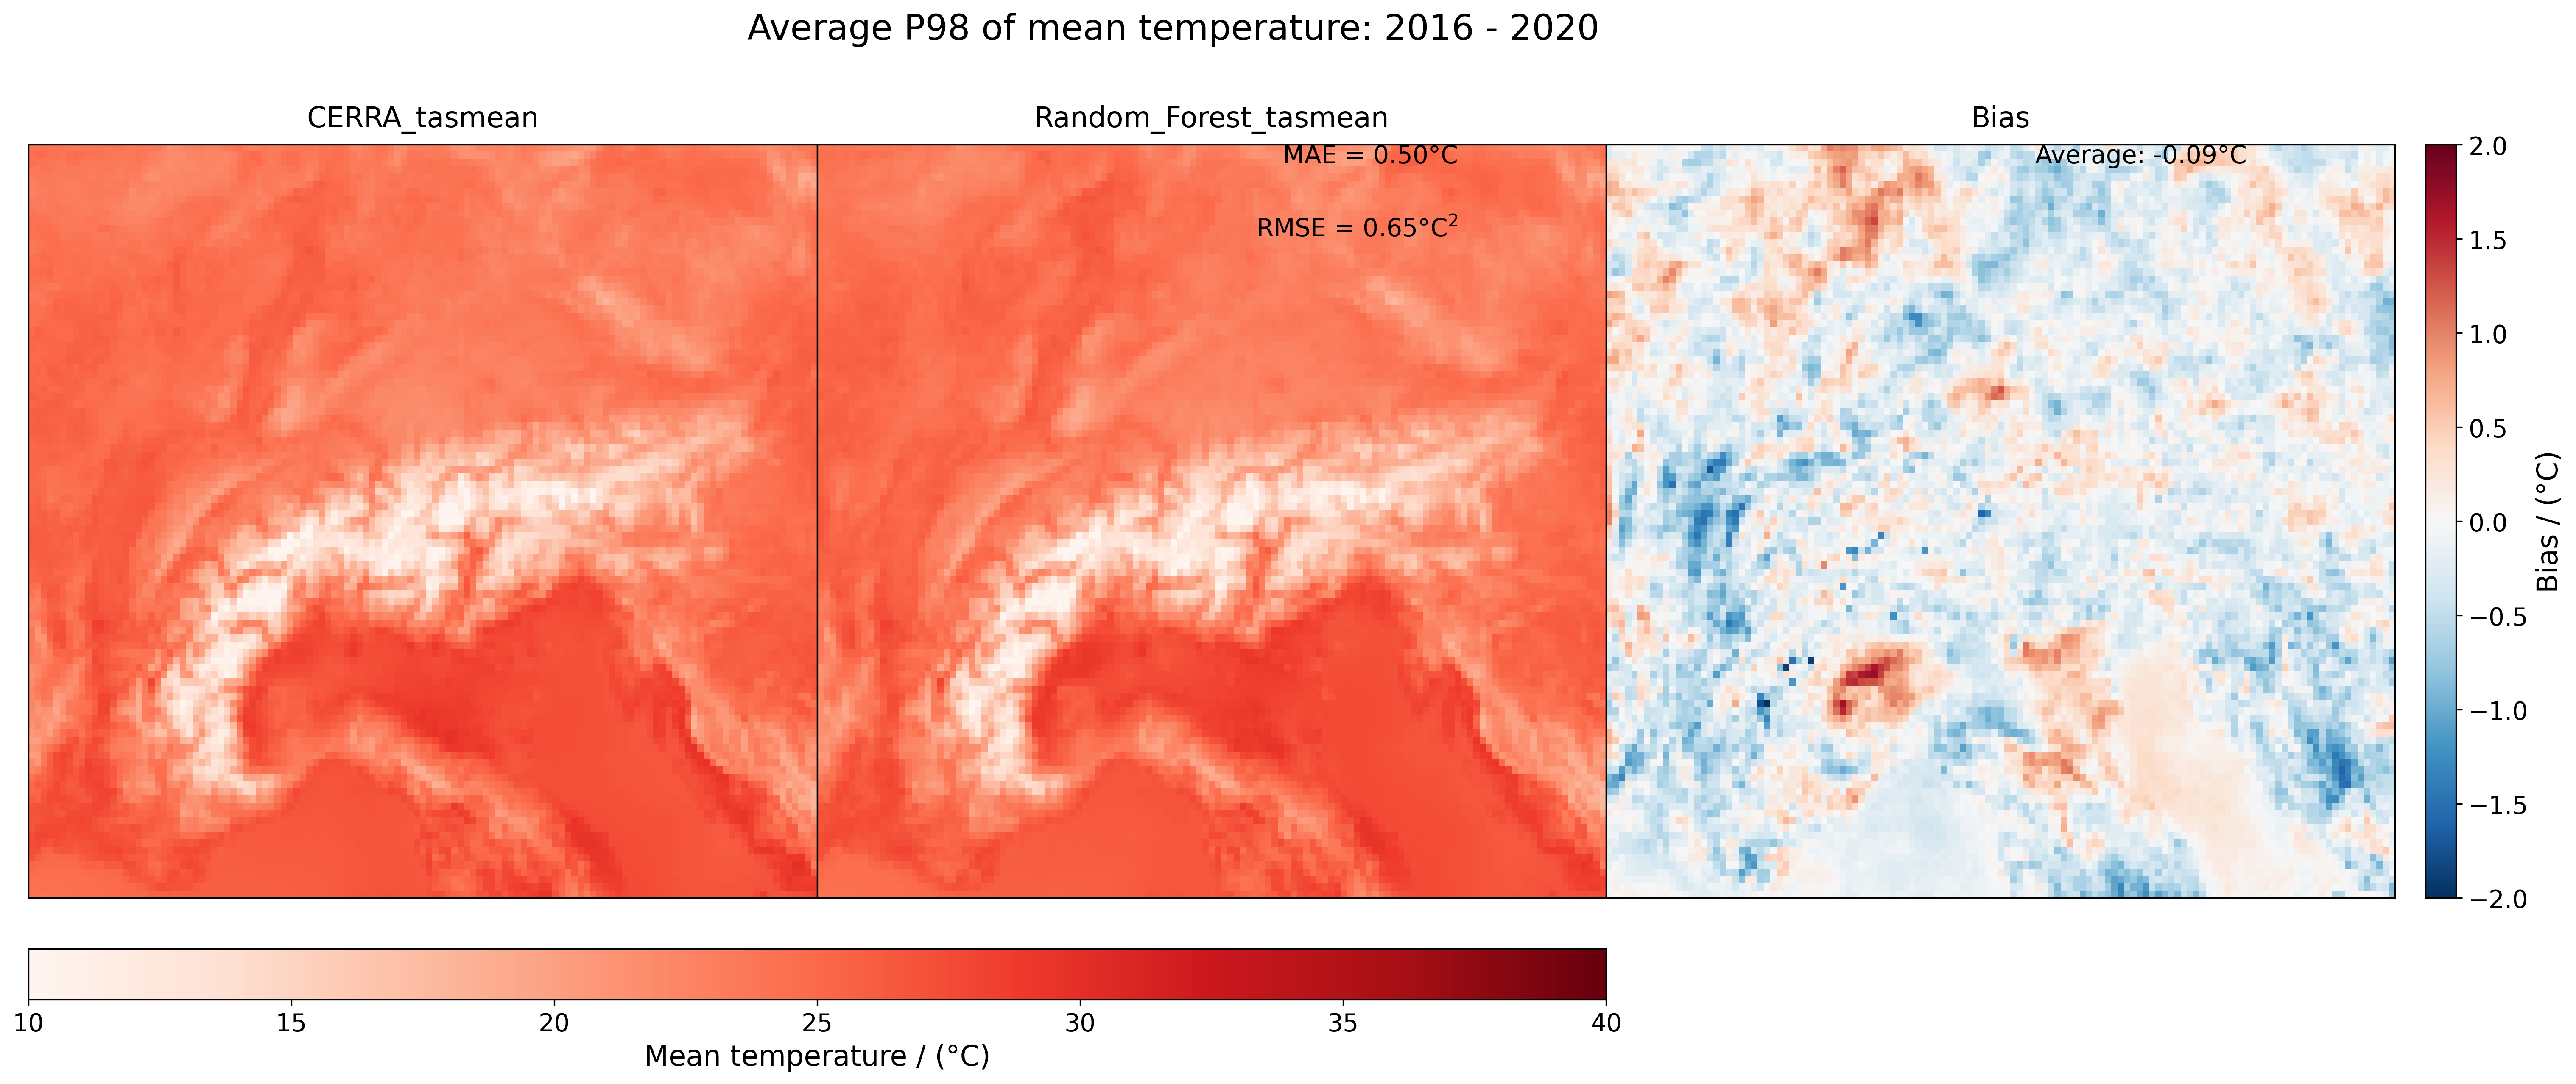 Average P98 of mean temperature: 2016 - 2020
CERRA_tasmean
Random_Forest_tasmean
Bias
MAE = 0.50°C
RMSE = 0.65°C²
Average: -0.09°C
2.0
1.5
1.0
0.5
0.0
−0.5
−1.0
−1.5
−2.0
Bias / (°C)
10 15 20 25 30 35 40
Mean temperature / (°C)